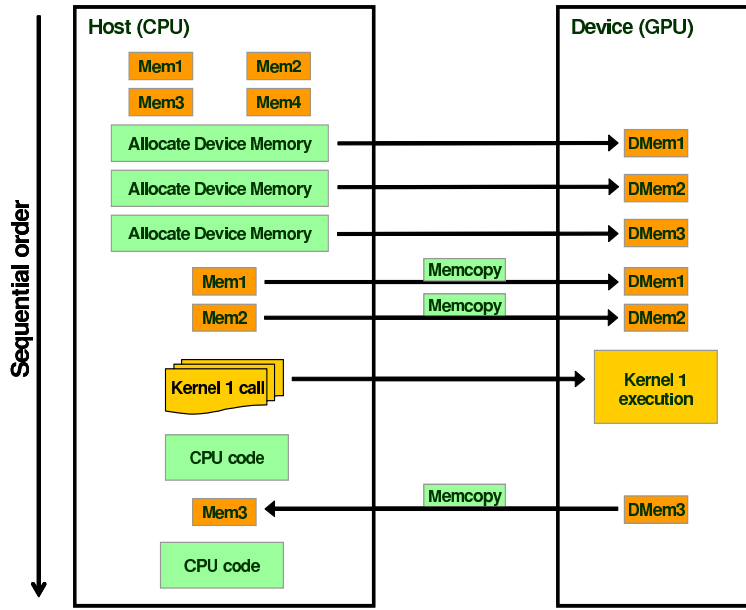 Host (CPU)
Device (GPU)
Mem1
Mem2
Mem3
Mem4
Allocate Device Memory
DMem1
Allocate Device Memory
DMem2
Allocate Device Memory
DMem3
Mem1
Memcopy
DMem1
Mem2
Memcopy
DMem2
Sequential order
Kernel 1 call
Kernel 1
execution
CPU code
Mem3
Memcopy
DMem3
CPU code